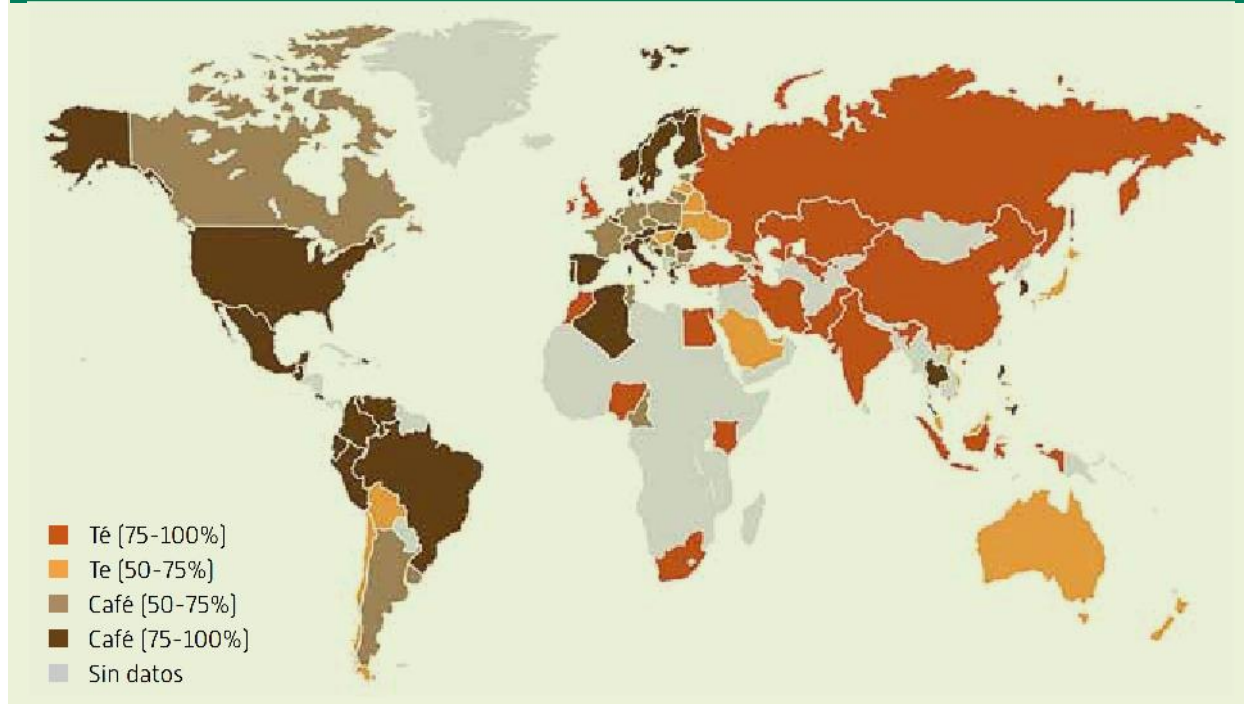 Té (75-100%)
Te (50-75%)
Café (50-75%)
Café (75-100%)
Sin datos